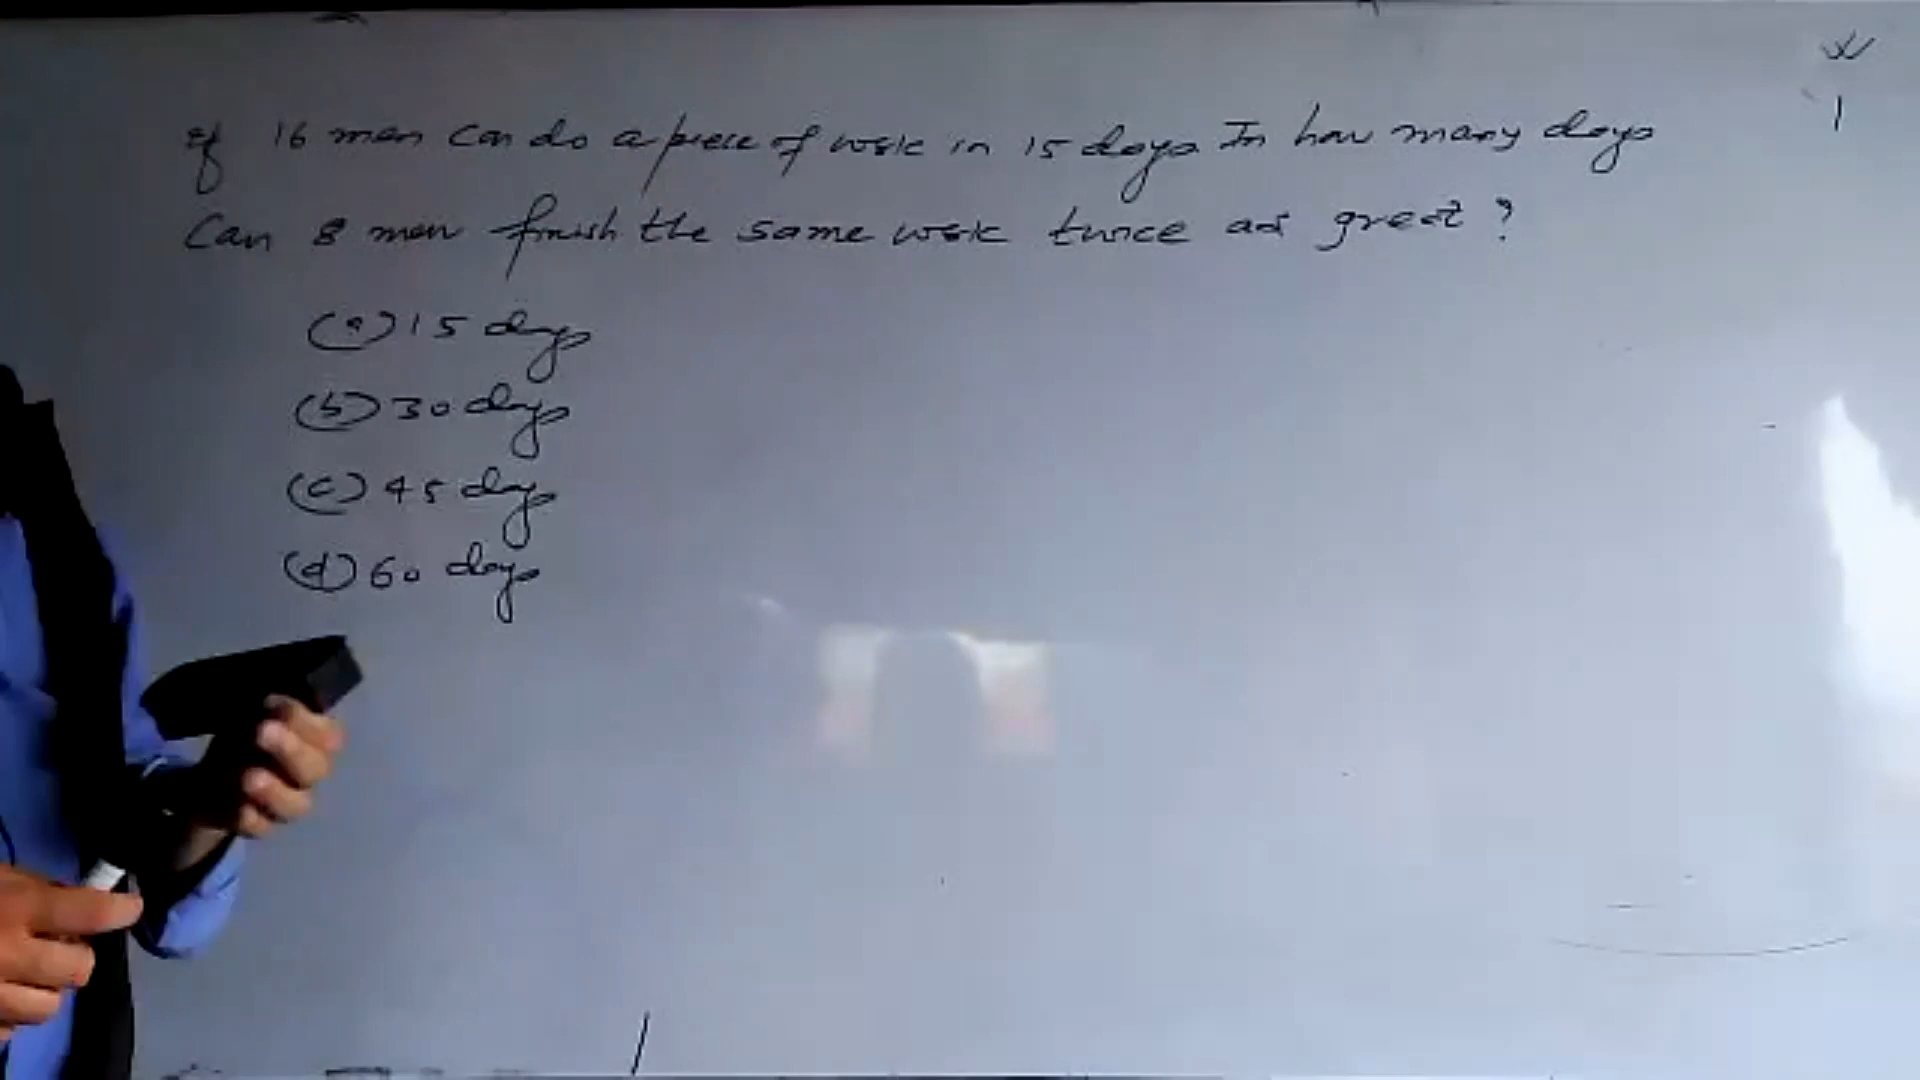 If 16 men can do a piece of work in 15 days. In how many days
Can 8 men finish the same work twice as great?
(a) 15 days
(b) 30 days
(c) 45 days
(d) 60 days
W
1